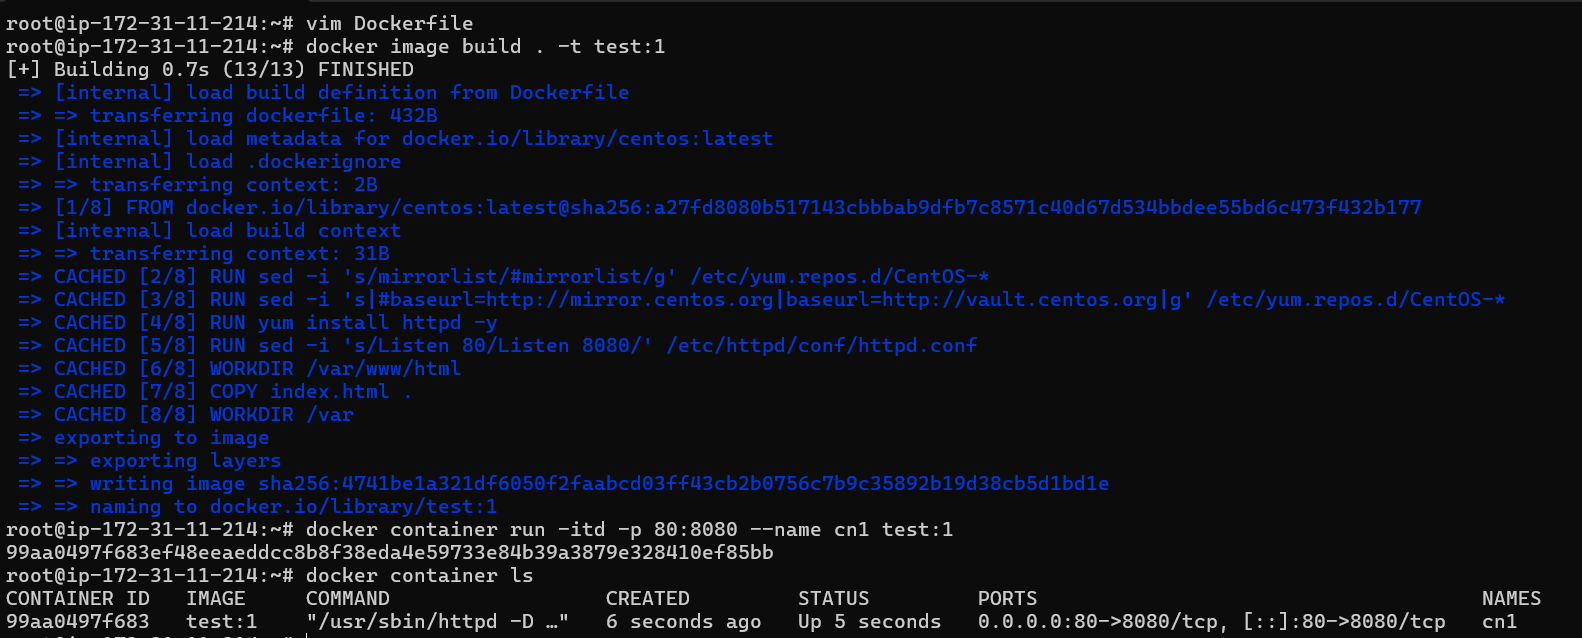 root@ip-172-31-11-214:~# vim Dockerfile
root@ip-172-31-11-214:~# docker image build . -t test:1
[+] Building 0.7s (13/13) FINISHED
=> [internal] load build definition from Dockerfile
=> => transferring dockerfile: 432B
=> [internal] load metadata for docker.io/library/centos:latest
=> [internal] load .dockerignore
=> => transferring context: 2B
=> [1/8] FROM docker.io/library/centos:latest@sha256:a27fd8080b517143cbbbab9dfb7c8571c40d67d534bbdee55bd6c473f432b177
=> [internal] load build context
=> => transferring context: 31B
=> CACHED [2/8] RUN sed -i 's/mirrorlist/#mirrorlist/g' /etc/yum.repos.d/CentOS-*
=> CACHED [3/8] RUN sed -i 's|#baseurl=http://mirror.centos.org|baseurl=http://vault.centos.org|g' /etc/yum.repos.d/CentOS-*
=> CACHED [4/8] RUN yum install httpd -y
=> CACHED [5/8] RUN sed -i 's/Listen 80/Listen 8080/' /etc/httpd/conf/httpd.conf
=> CACHED [6/8] WORKDIR /var/www/html
=> CACHED [7/8] COPY index.html .
=> CACHED [8/8] WORKDIR /var
=> exporting to image
=> => exporting layers
=> => writing image sha256:4741be1a321df6050f2faabcd03ff43cb2b0756c7b9c35892b19d38cb5d1bd1e
=> => naming to docker.io/library/test:1
root@ip-172-31-11-214:~# docker container run -itd -p 80:8080 --name cn1 test:1
99aa0497f683ef48eeaeddcc8b8f38eda4e59733e84b39a3879e328410ef85bb
root@ip-172-31-11-214:~# docker container ls
CONTAINER ID IMAGE COMMAND CREATED STATUS PORTS NAMES
99aa0497f683 test:1 "/usr/sbin/httpd -D …" 6 seconds ago Up 5 seconds 0.0.0.0:80->8080/tcp, [::]:80->8080/tcp cn1